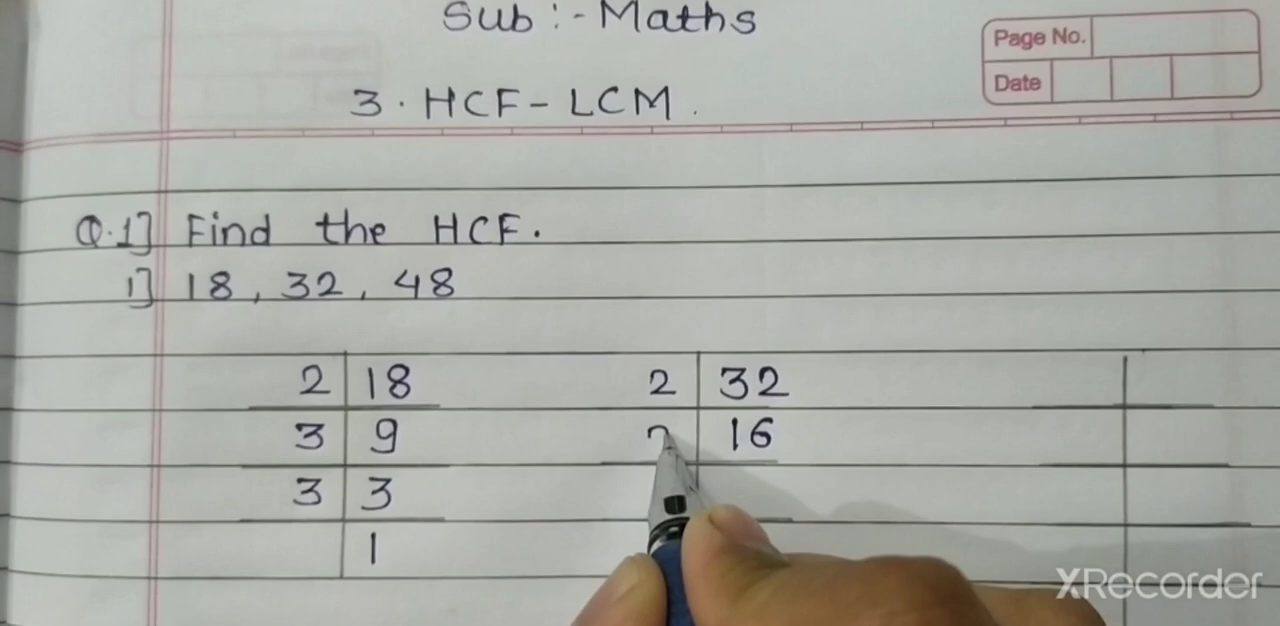 Sub :- Maths
Page No.
Date
3. HCF - LCM.
Q.1] Find the HCF.
1] 18, 32, 48
2 | 18 2 | 32
3 | 9 2 | 16
3 | 3
1
XRecorder